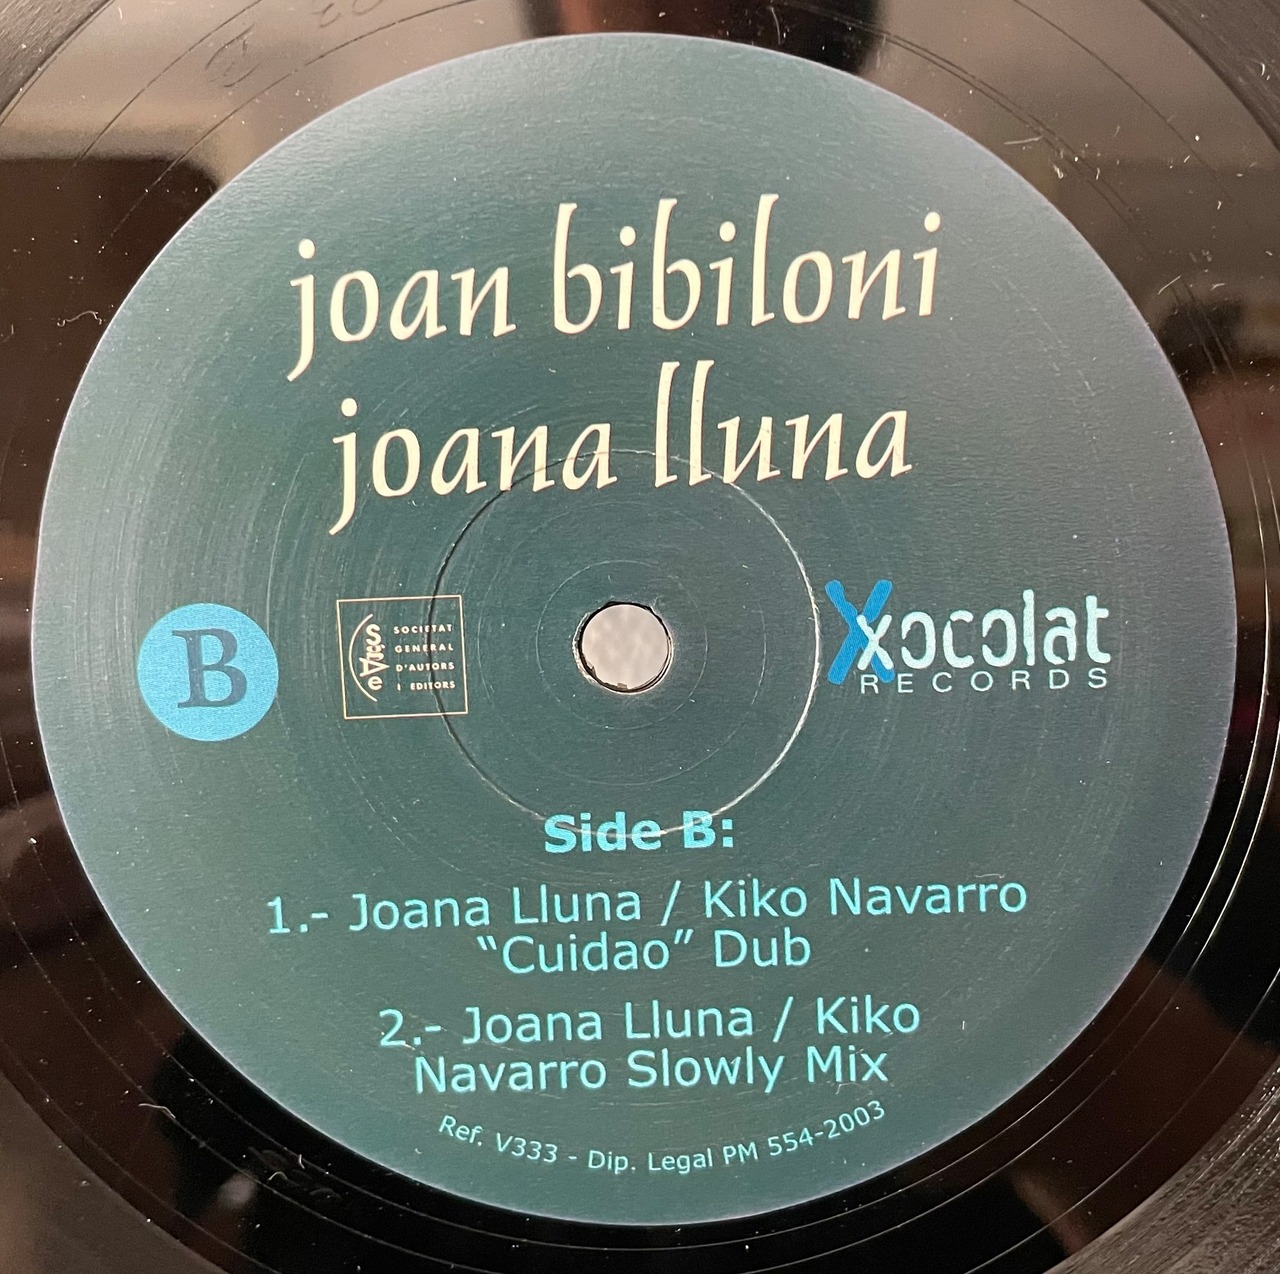 joan bibiloni
joana lluna
B
SOCIETAT
GENERAL
D'AUTORS
I EDITORS
xocolat
RECORDS
Side B:
1.- Joana Lluna / Kiko Navarro
“Cuidao” Dub
2.- Joana Lluna / Kiko
Navarro Slowly Mix
Ref. V333 - Dip. Legal PM 554-2003